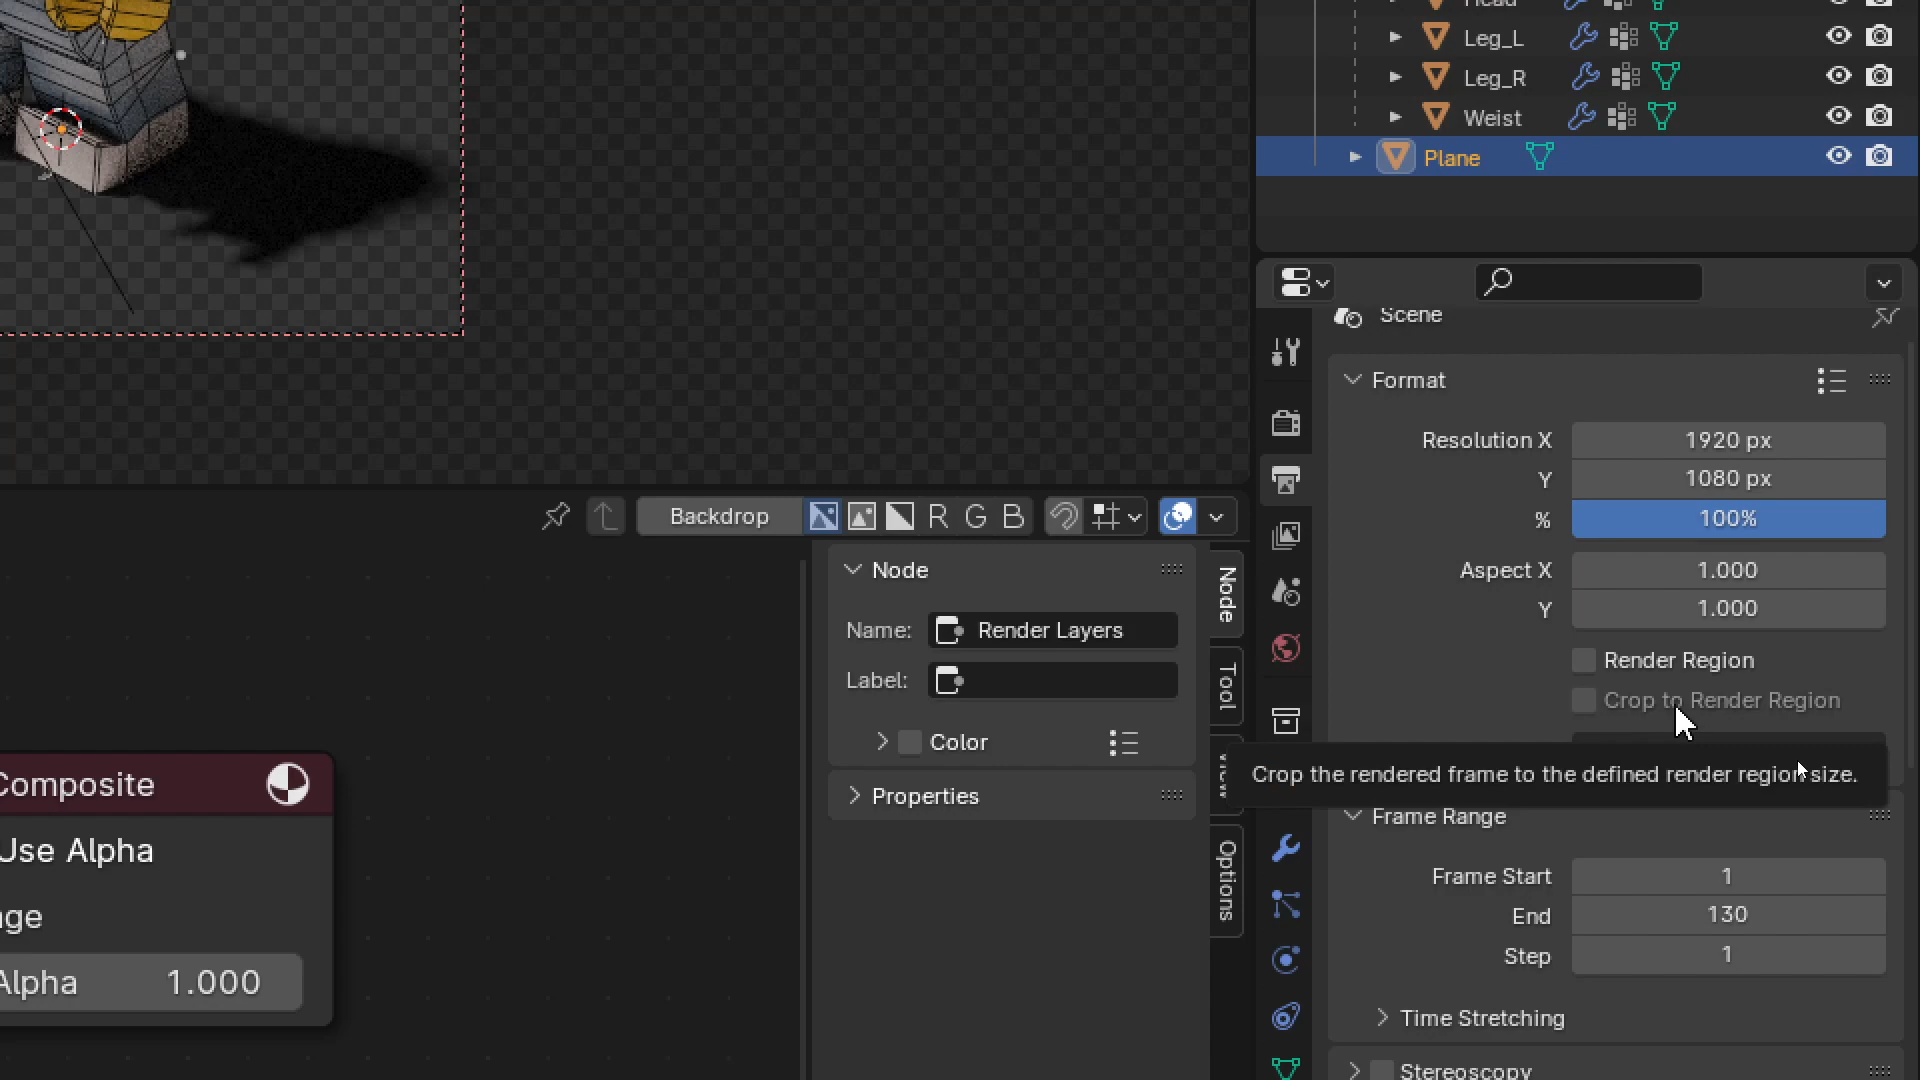 Head
Leg_L
Leg_R
Weist
Plane
Scene
Format
Resolution X 1920 px
Y 1080 px
% 100%
Aspect X 1.000
Y 1.000
Render Region
Crop to Render Region
Crop the rendered frame to the defined render region size.
Frame Range
Frame Start 1
End 130
Step 1
Time Stretching
Stereoscopy
Backdrop
R G B
Node
Name: Render Layers
Label:
Color
Properties
Node
Tool
View
Options
Composite
Use Alpha
Alpha 1.000